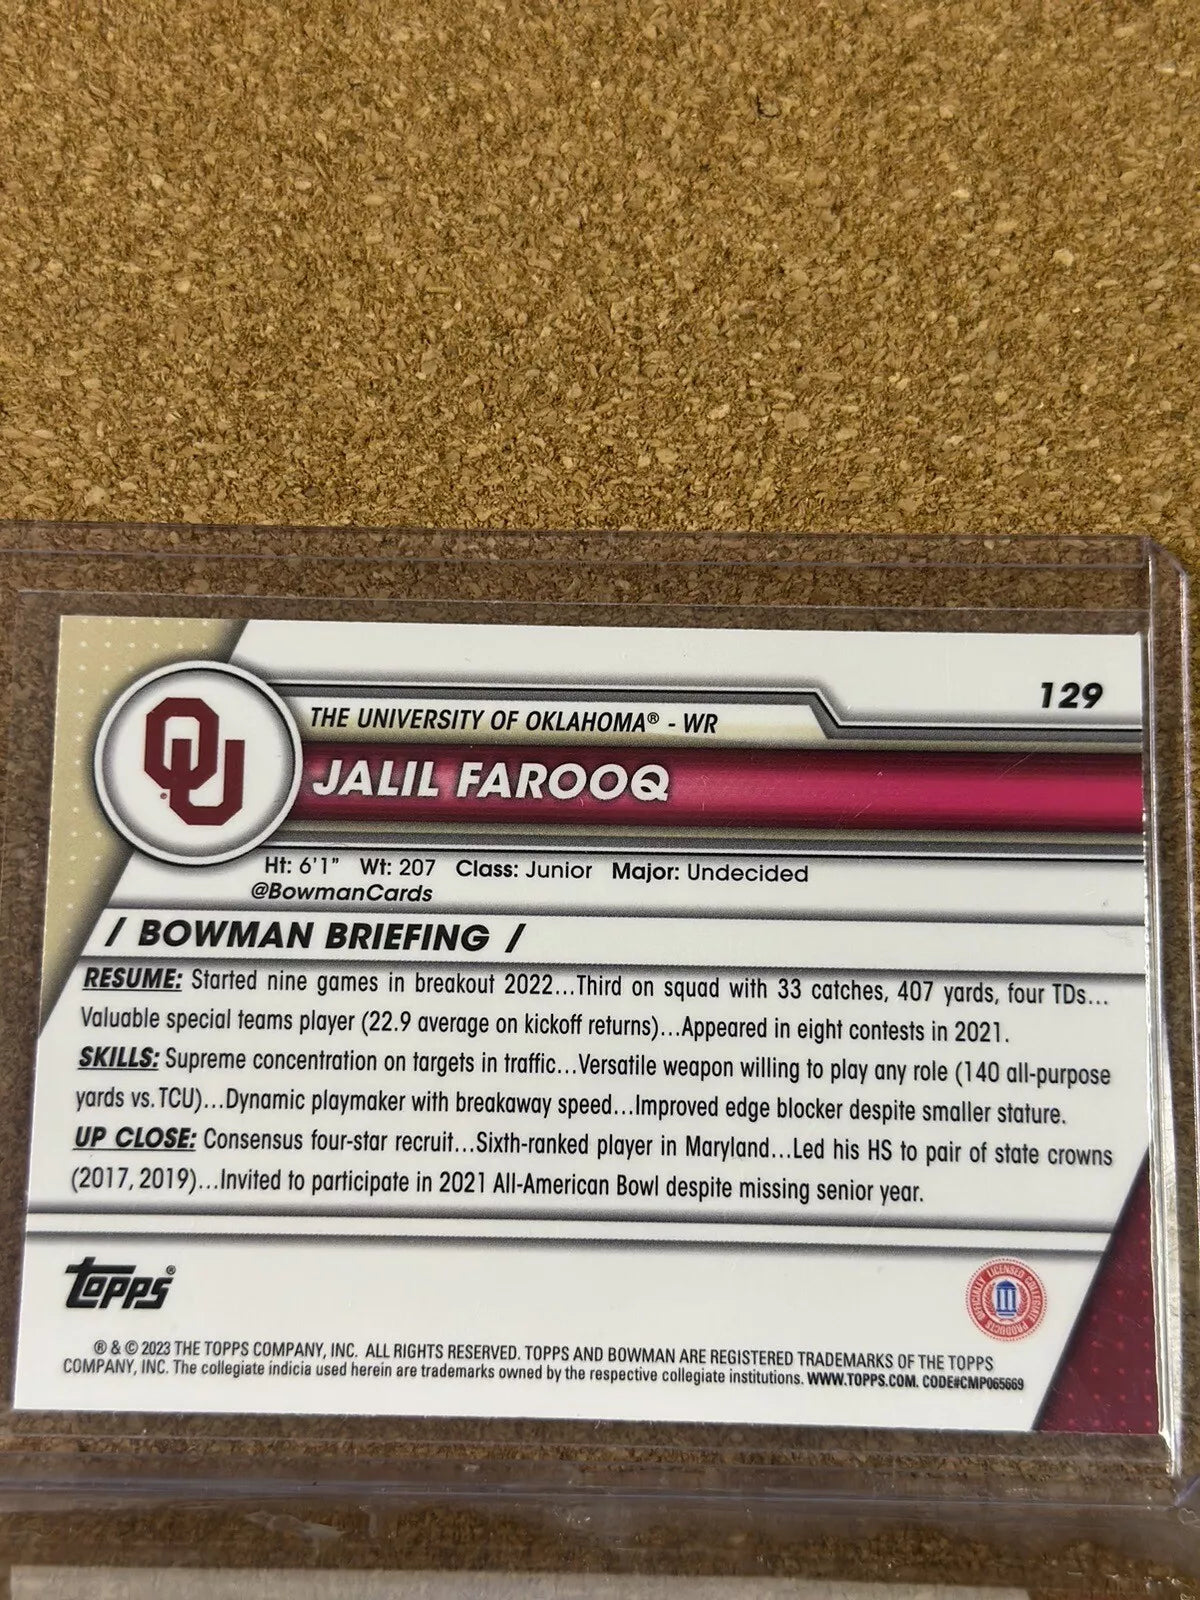 129
THE UNIVERSITY OF OKLAHOMA® - WR
OU
JALIL FAROOQ
Ht: 6'1" Wt: 207 Class: Junior Major: Undecided
@BowmanCards
/ BOWMAN BRIEFING /
RESUME: Started nine games in breakout 2022...Third on squad with 33 catches, 407 yards, four TDs...
Valuable special teams player (22.9 average on kickoff returns)...Appeared in eight contests in 2021.
SKILLS: Supreme concentration on targets in traffic...Versatile weapon willing to play any role (140 all-purpose
yards vs. TCU)...Dynamic playmaker with breakaway speed...Improved edge blocker despite smaller stature.
UP CLOSE: Consensus four-star recruit...Sixth-ranked player in Maryland...Led his HS to pair of state crowns
(2017, 2019)...Invited to participate in 2021 All-American Bowl despite missing senior year.
Topps®
OFFICIALLY LICENSED COLLEGIATE PRODUCTS
® & © 2023 THE TOPPS COMPANY, INC. ALL RIGHTS RESERVED. TOPPS AND BOWMAN ARE REGISTERED TRADEMARKS OF THE TOPPS
COMPANY, INC. The collegiate indicia used herein are trademarks owned by the respective collegiate institutions. WWW.TOPPS.COM. CODE#CMP065669